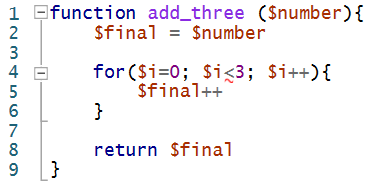 1 function add_three ($number){
2 $final = $number
3
4 for($i=0; $i<3; $i++){
5 $final++
6 }
7
8 return $final
9 }